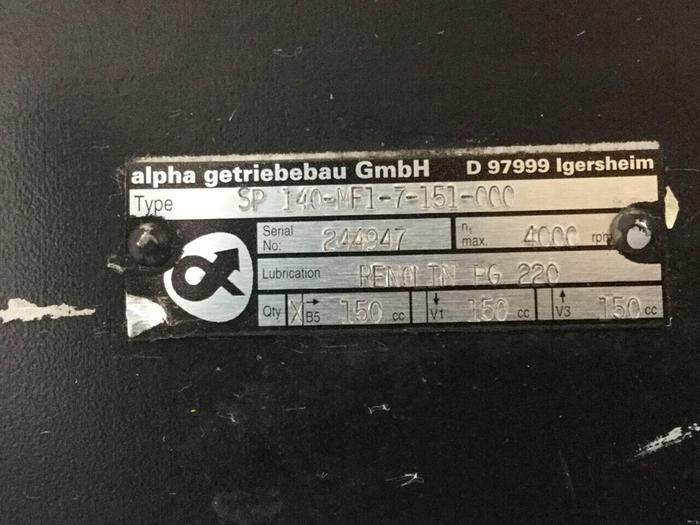 alpha getriebebau GmbH D 97999 Igersheim
Type SP 140-MF1-7-151-000
Serial No: 244947 n₁ max. 4000 rpm
Lubrication RENOLIN PG 220
Qty X → B5 150 cc ↓ V1 150 cc ↑ V3 150 cc